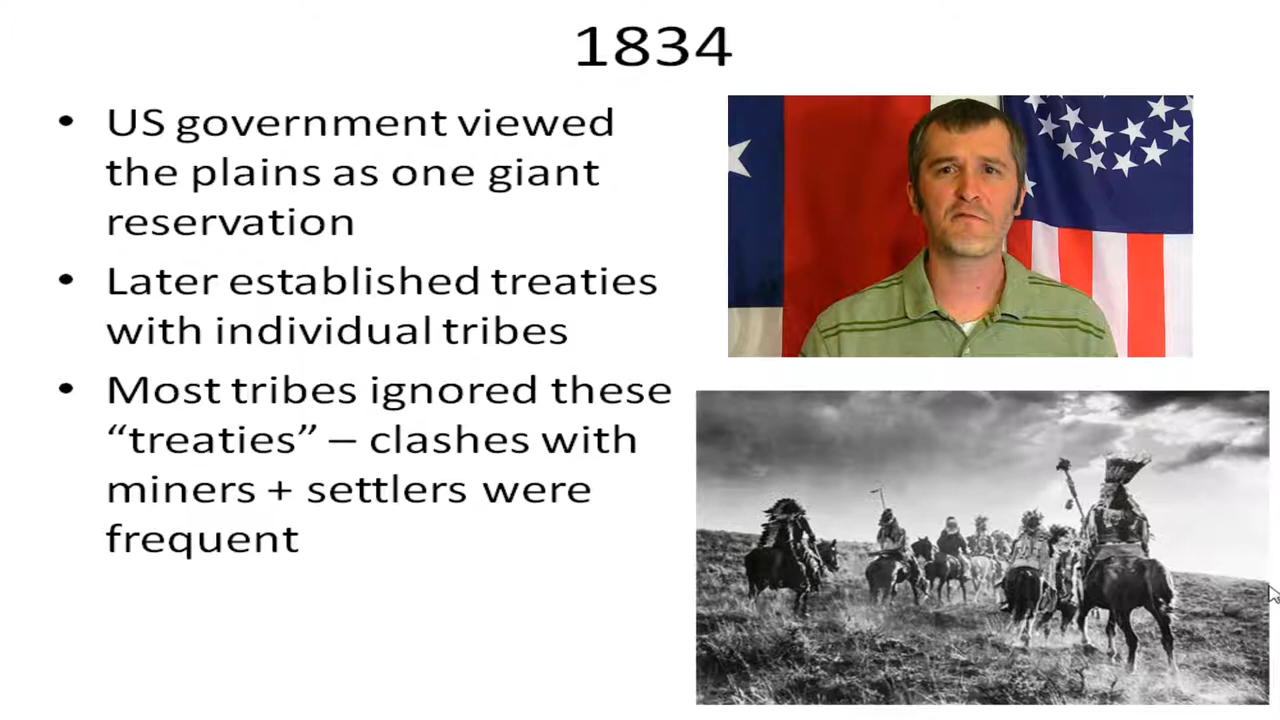 1834
• US government viewed
the plains as one giant
reservation
• Later established treaties
with individual tribes
• Most tribes ignored these
“treaties” – clashes with
miners + settlers were
frequent